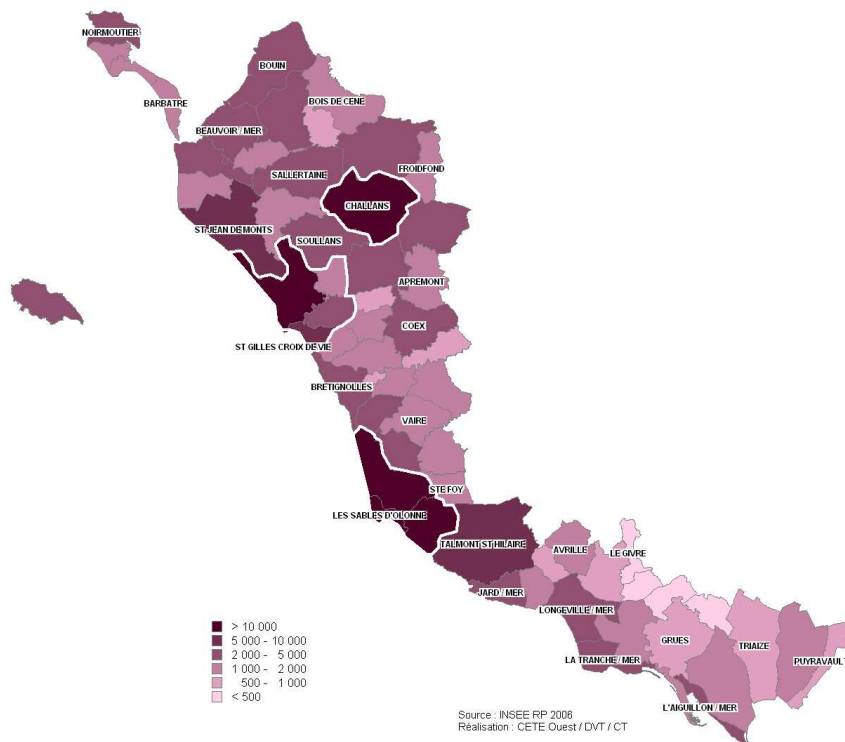 NOIRMOUTIER
BOUIN
BOIS DE CENE
BARBATRE
BEAUVOIR / MER
FROIDFOND
SALLERTAINE
CHALLANS
ST JEAN DE MONTS
SOULLANS
APREMONT
COEX
ST GILLES CROIX DE VIE
BRETIGNOLLES
VAIRE
STE FOY
LES SABLES D'OLONNE
TALMONT ST HILAIRE
AVRILLE
LE GIVRE
JARD / MER
LONGEVILLE / MER
GRUES
TRIAIZE
LA TRANCHE / MER
PUYRAVAULT
L'AIGUILLON / MER
> 10 000
5 000 - 10 000
2 000 - 5 000
1 000 - 2 000
500 - 1 000
< 500
Source : INSEE RP 2006
Réalisation : CETE Ouest / DVT / CT